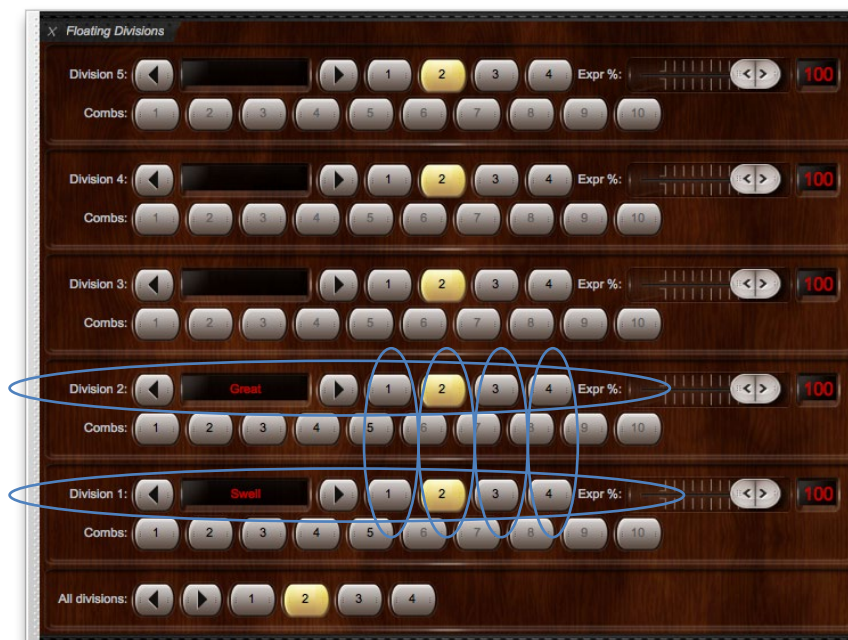 X Floating Divisions
Division 5: 1 2 3 4 Expr %: < > 100
Combs: 1 2 3 4 5 6 7 8 9 10
Division 4: 1 2 3 4 Expr %: < > 100
Combs: 1 2 3 4 5 6 7 8 9 10
Division 3: 1 2 3 4 Expr %: < > 100
Combs: 1 2 3 4 5 6 7 8 9 10
Division 2: Great 1 2 3 4 Expr %: < > 100
Combs: 1 2 3 4 5 6 7 8 9 10
Division 1: Swell 1 2 3 4 Expr %: < > 100
Combs: 1 2 3 4 5 6 7 8 9 10
All divisions: 1 2 3 4